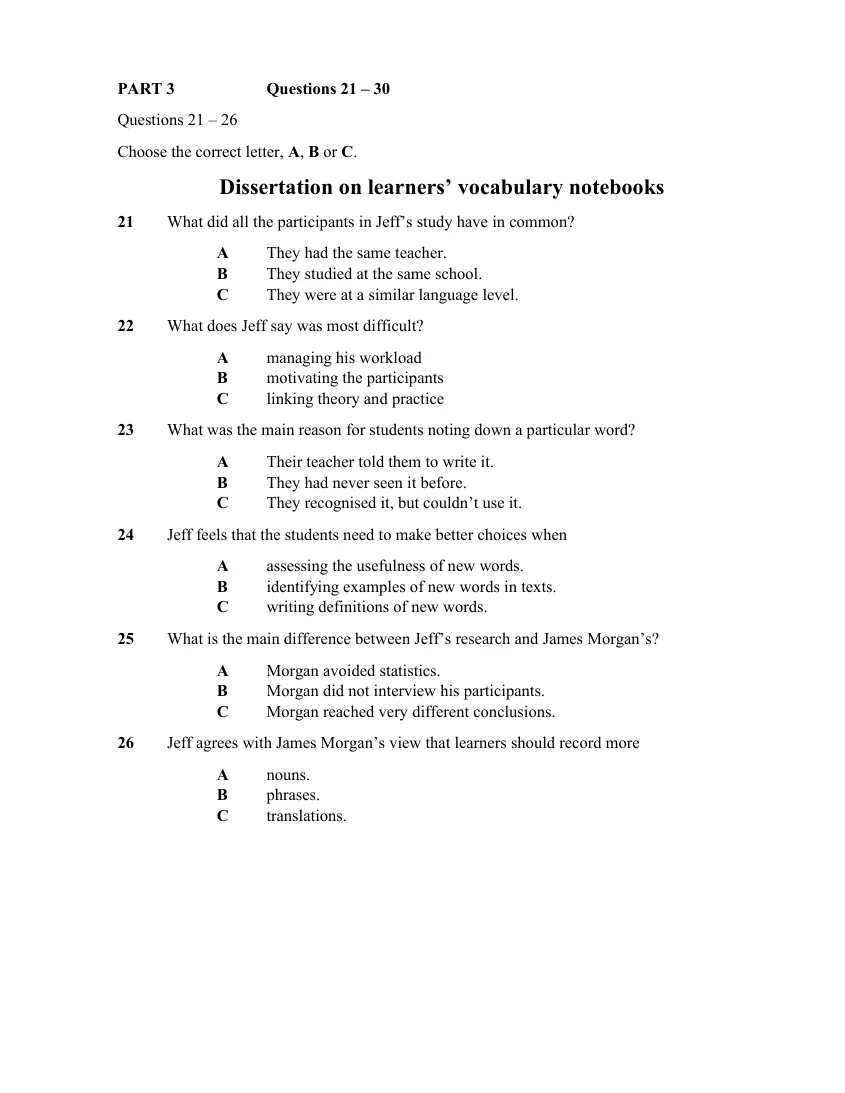 PART 3 Questions 21 – 30
Questions 21 – 26
Choose the correct letter, A, B or C.
Dissertation on learners’ vocabulary notebooks
21 What did all the participants in Jeff’s study have in common?
A They had the same teacher.
B They studied at the same school.
C They were at a similar language level.
22 What does Jeff say was most difficult?
A managing his workload
B motivating the participants
C linking theory and practice
23 What was the main reason for students noting down a particular word?
A Their teacher told them to write it.
B They had never seen it before.
C They recognised it, but couldn’t use it.
24 Jeff feels that the students need to make better choices when
A assessing the usefulness of new words.
B identifying examples of new words in texts.
C writing definitions of new words.
25 What is the main difference between Jeff’s research and James Morgan’s?
A Morgan avoided statistics.
B Morgan did not interview his participants.
C Morgan reached very different conclusions.
26 Jeff agrees with James Morgan’s view that learners should record more
A nouns.
B phrases.
C translations.